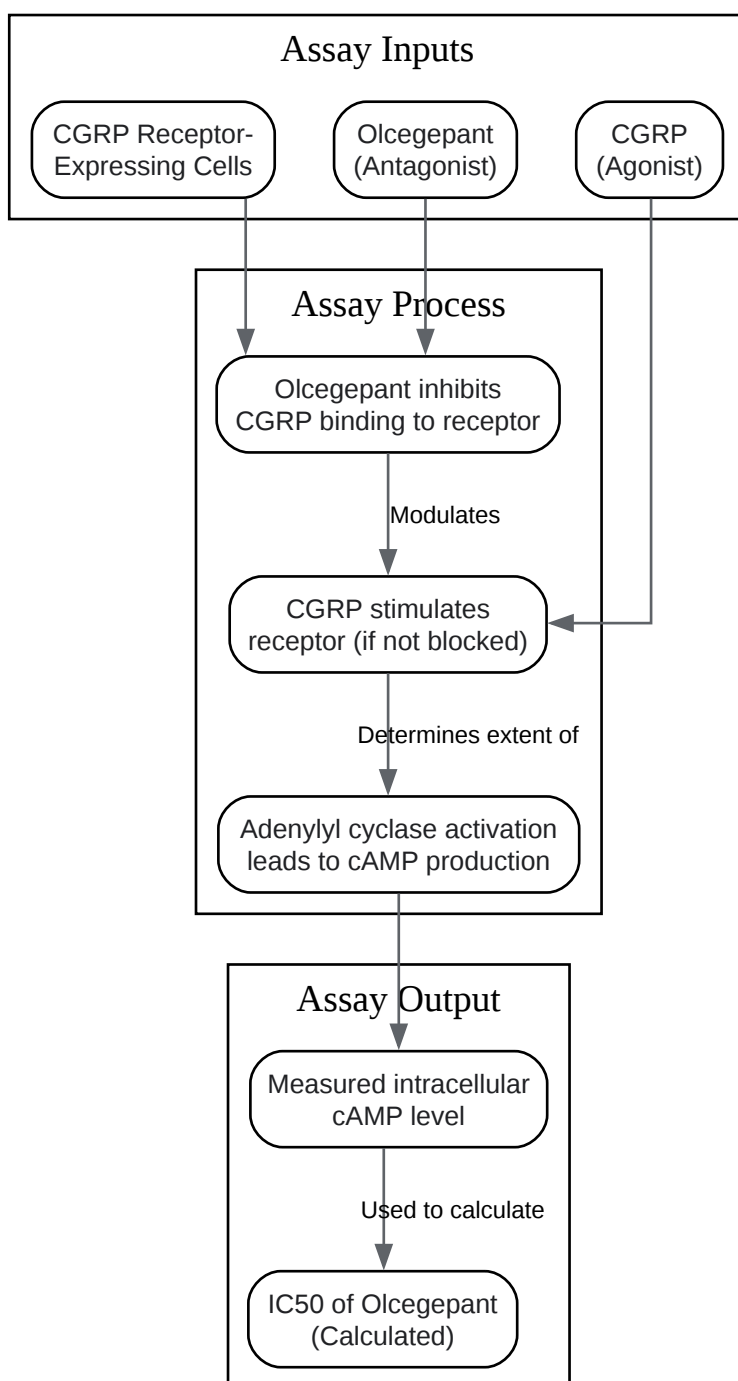 Assay Inputs
CGRP Receptor-
Expressing Cells
Olcegepant
(Antagonist)
CGRP
(Agonist)
Assay Process
Olcegepant inhibits
CGRP binding to receptor
Modulates
CGRP stimulates
receptor (if not blocked)
Determines extent of
Adenylyl cyclase activation
leads to cAMP production
Assay Output
Measured intracellular
cAMP level
Used to calculate
IC50 of Olcegepant
(Calculated)